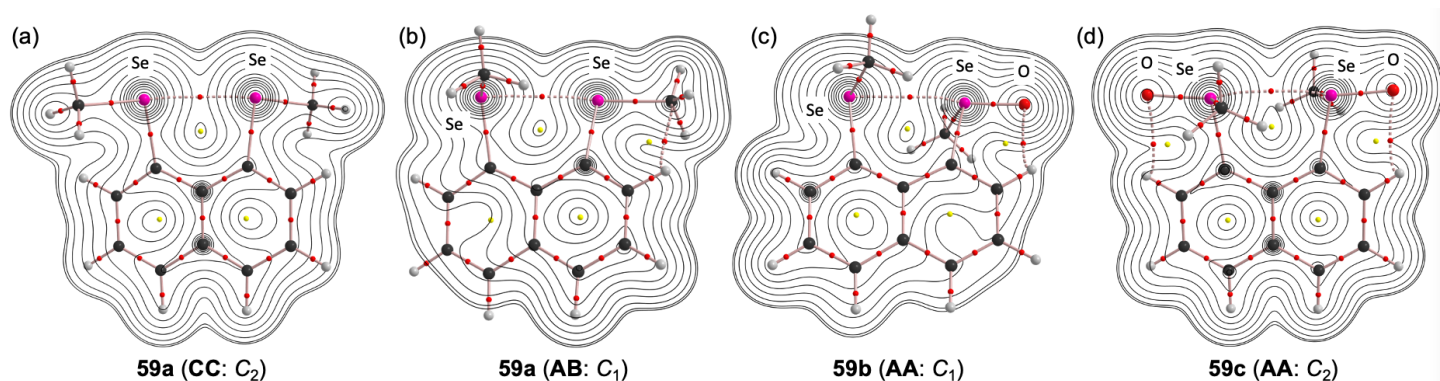 (a)
Se
Se
59a (CC: C2)
(b)
Se
Se
59a (AB: C1)
(c)
Se
Se
O
59b (AA: C1)
(d)
O
Se
Se
O
59c (AA: C2)